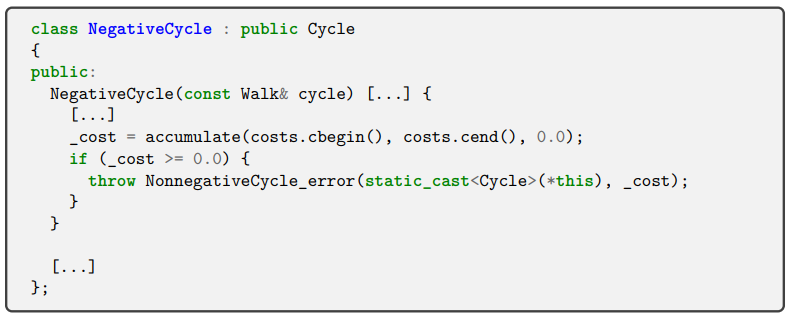 class NegativeCycle : public Cycle
{
public:
  NegativeCycle(const Walk& cycle) [...] {
    [...]
    _cost = accumulate(costs.cbegin(), costs.cend(), 0.0);
    if (_cost >= 0.0) {
      throw NonnegativeCycle_error(static_cast<Cycle>(*this), _cost);
    }
  }

  [...]
};